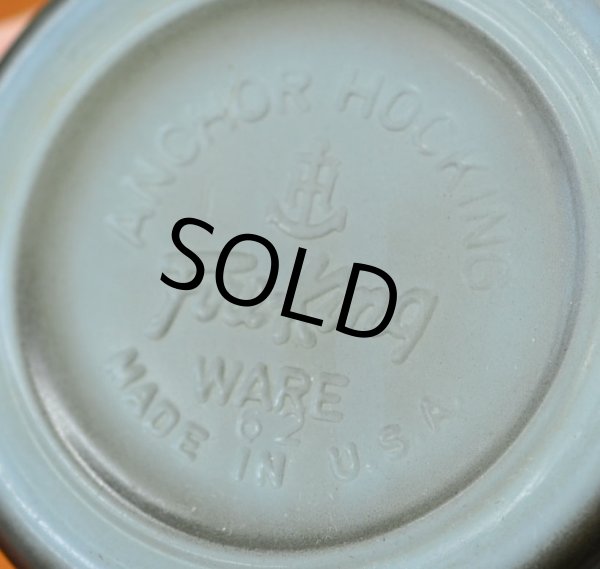 ANCHOR HOCKING
Fire-King
SOLD
WARE
62
MADE IN U.S.A.